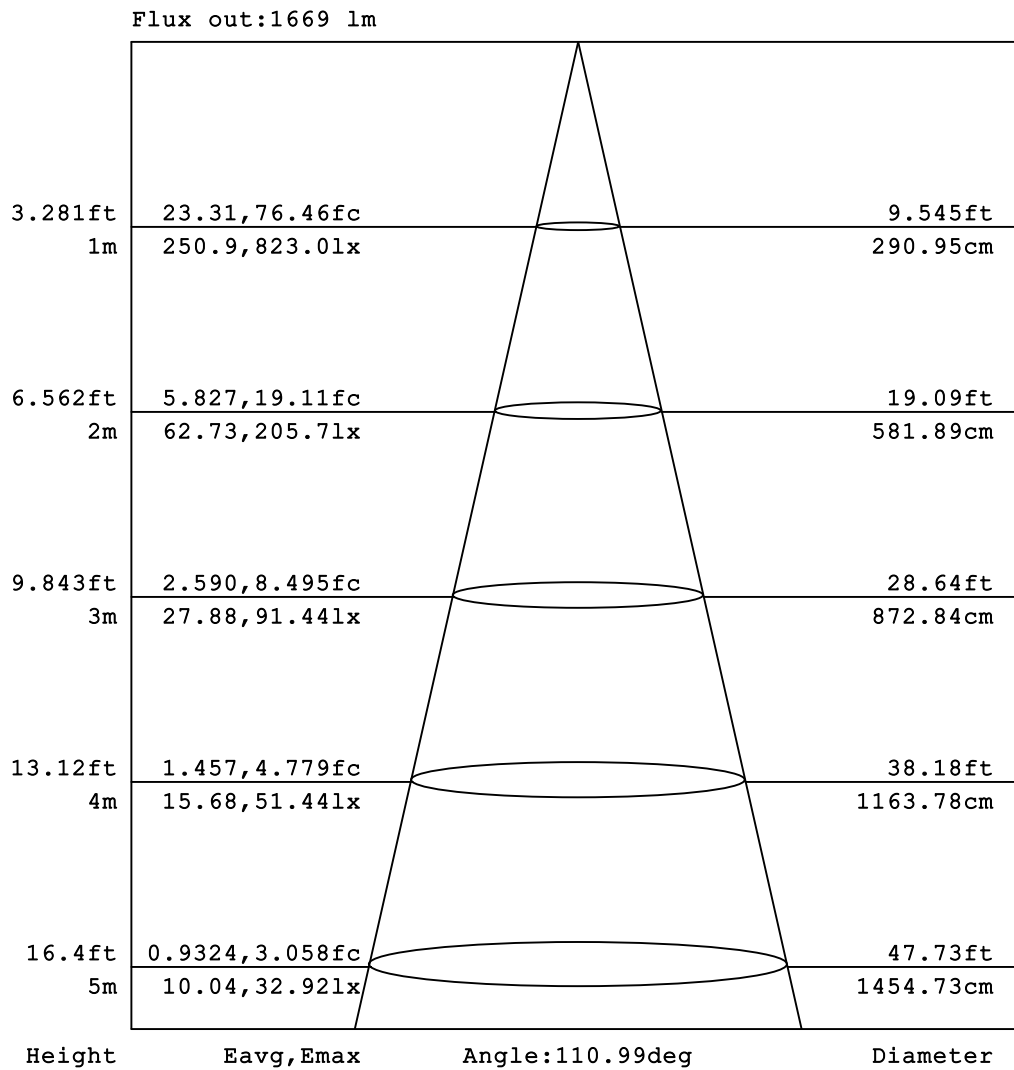 Flux out:1669 lm
3.281ft 23.31,76.46fc 9.545ft
1m 250.9,823.0lx 290.95cm
6.562ft 5.827,19.11fc 19.09ft
2m 62.73,205.7lx 581.89cm
9.843ft 2.590,8.495fc 28.64ft
3m 27.88,91.44lx 872.84cm
13.12ft 1.457,4.779fc 38.18ft
4m 15.68,51.44lx 1163.78cm
16.4ft 0.9324,3.058fc 47.73ft
5m 10.04,32.92lx 1454.73cm
Height Eavg,Emax Angle:110.99deg Diameter